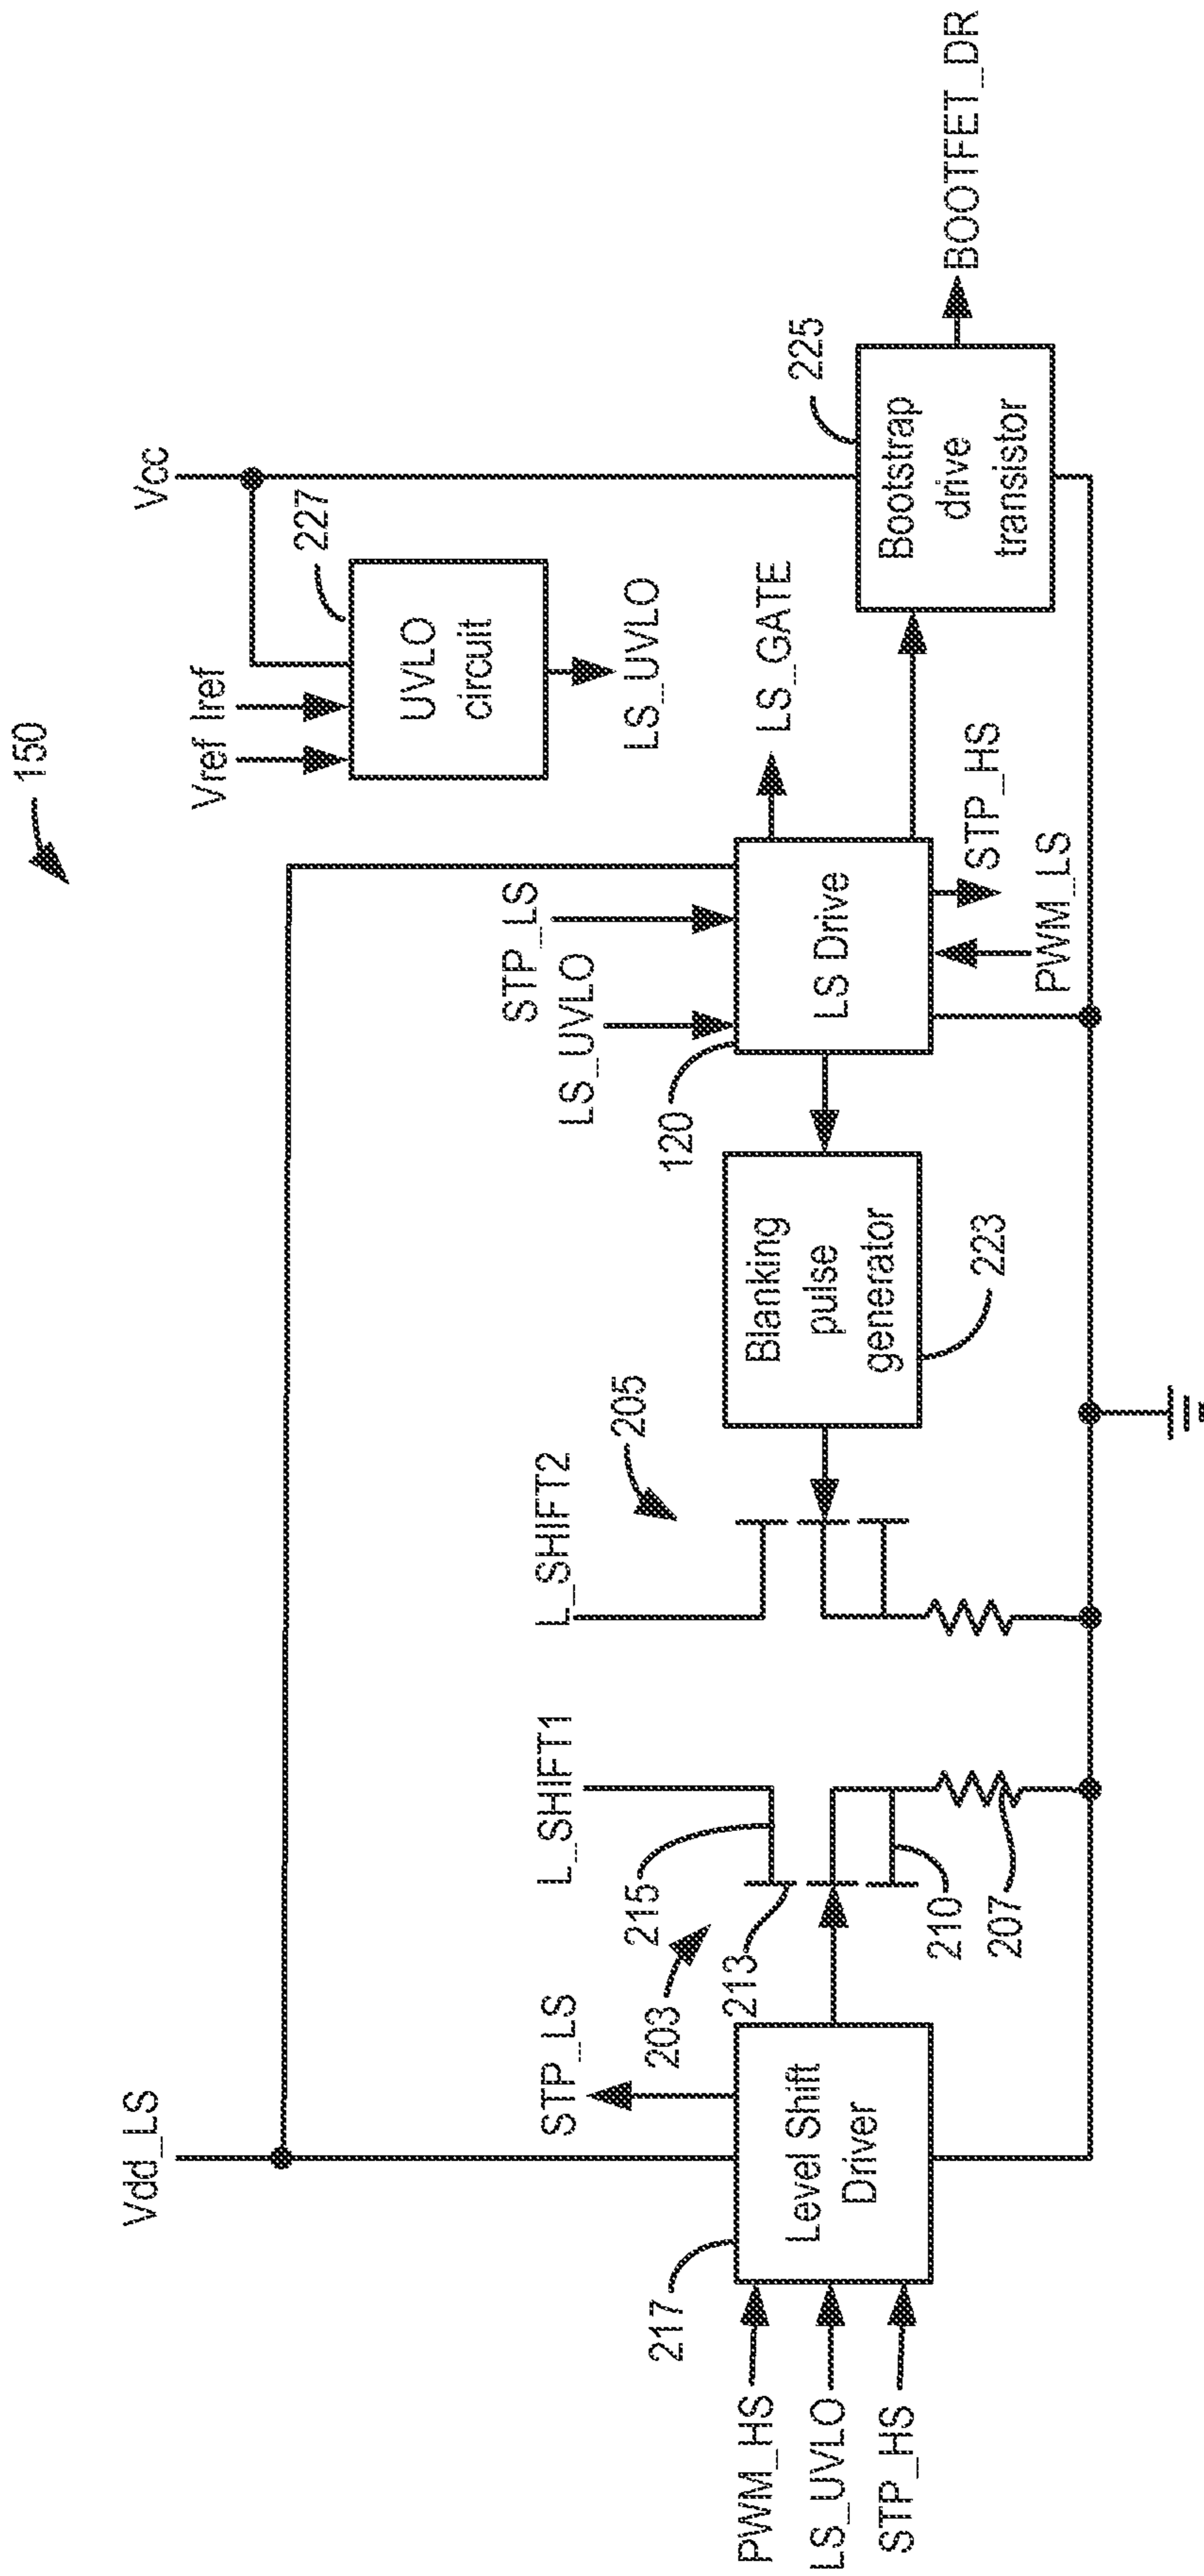 150
Vdd_LS
Vcc
Vref
Iref
227
UVLO
circuit
LS_UVLO
STP_LS
LS_UVLO
L_SHIFT1
L_SHIFT2
STP_LS
205
203
215
213
210
207
217
Level Shift
Driver
PWM_HS
LS_UVLO
STP_HS
Blanking
pulse
generator
223
120
LS Drive
LS_GATE
STP_HS
PWM_LS
225
Bootstrap
drive
transistor
BOOTFET_DR